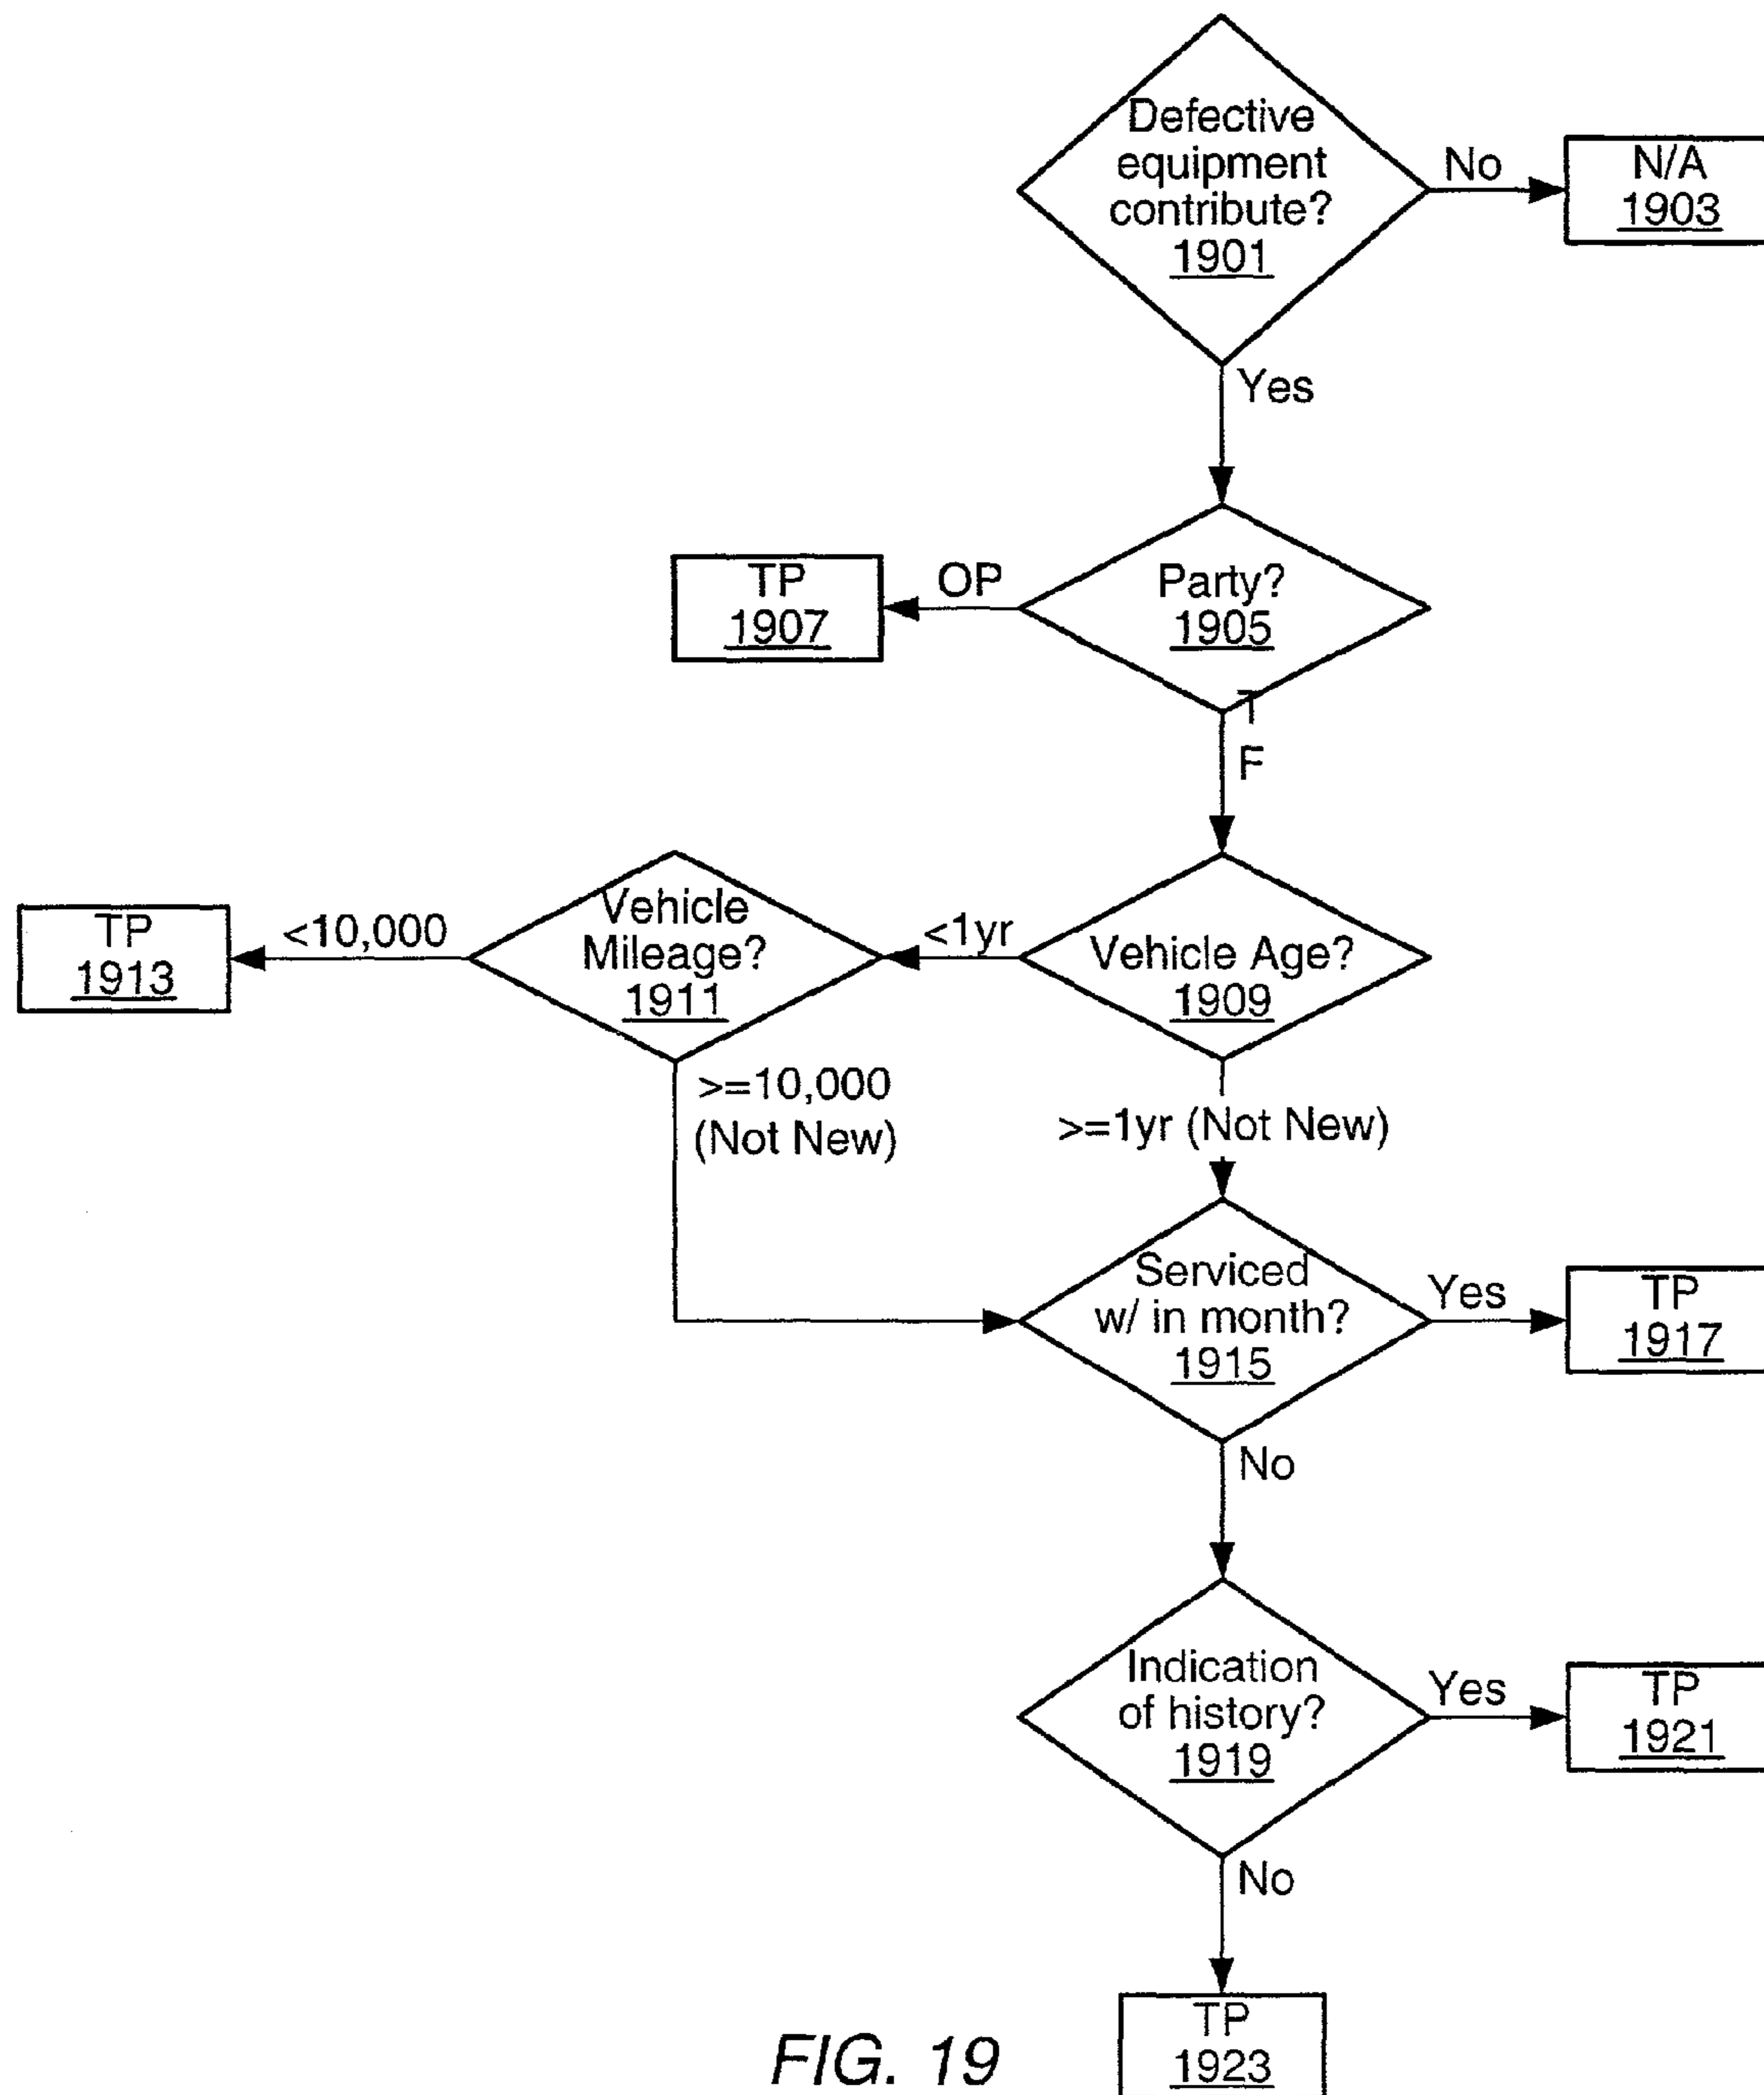 Defective
equipment
contribute?
1901
No
N/A
1903
Yes
Party?
1905
OP
TP
1907
T
F
Vehicle Age?
1909
<1yr
Vehicle
Mileage?
1911
<10,000
TP
1913
>=10,000
(Not New)
>=1yr (Not New)
Serviced
w/ in month?
1915
Yes
TP
1917
No
Indication
of history?
1919
Yes
TP
1921
No
TP
1923
FIG. 19